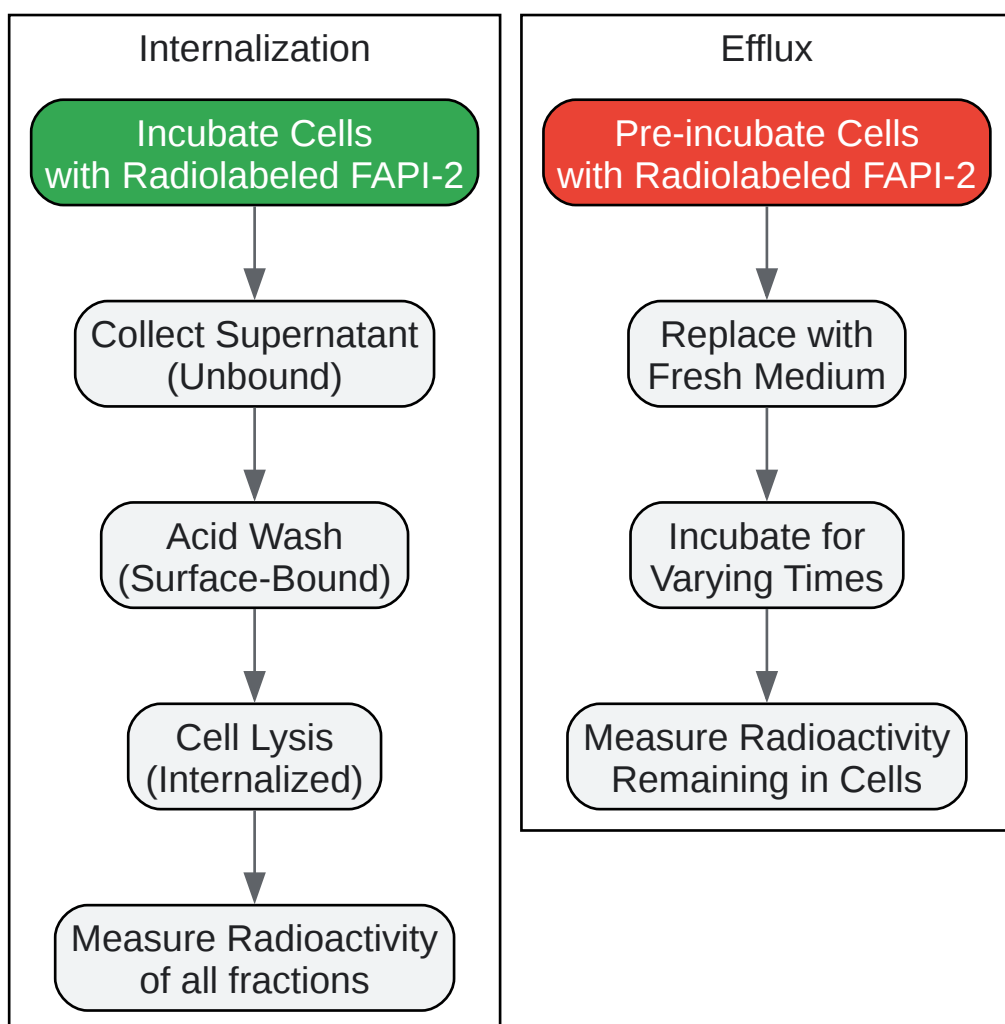 Internalization
Incubate Cells
with Radiolabeled FAPI-2
Collect Supernatant
(Unbound)
Acid Wash
(Surface-Bound)
Cell Lysis
(Internalized)
Measure Radioactivity
of all fractions
Efflux
Pre-incubate Cells
with Radiolabeled FAPI-2
Replace with
Fresh Medium
Incubate for
Varying Times
Measure Radioactivity
Remaining in Cells